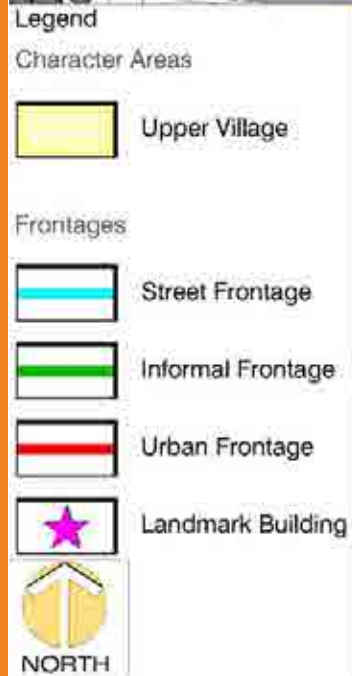 Legend
Character Areas
Upper Village
Frontages
Street Frontage
Informal Frontage
Urban Frontage
Landmark Building
NORTH